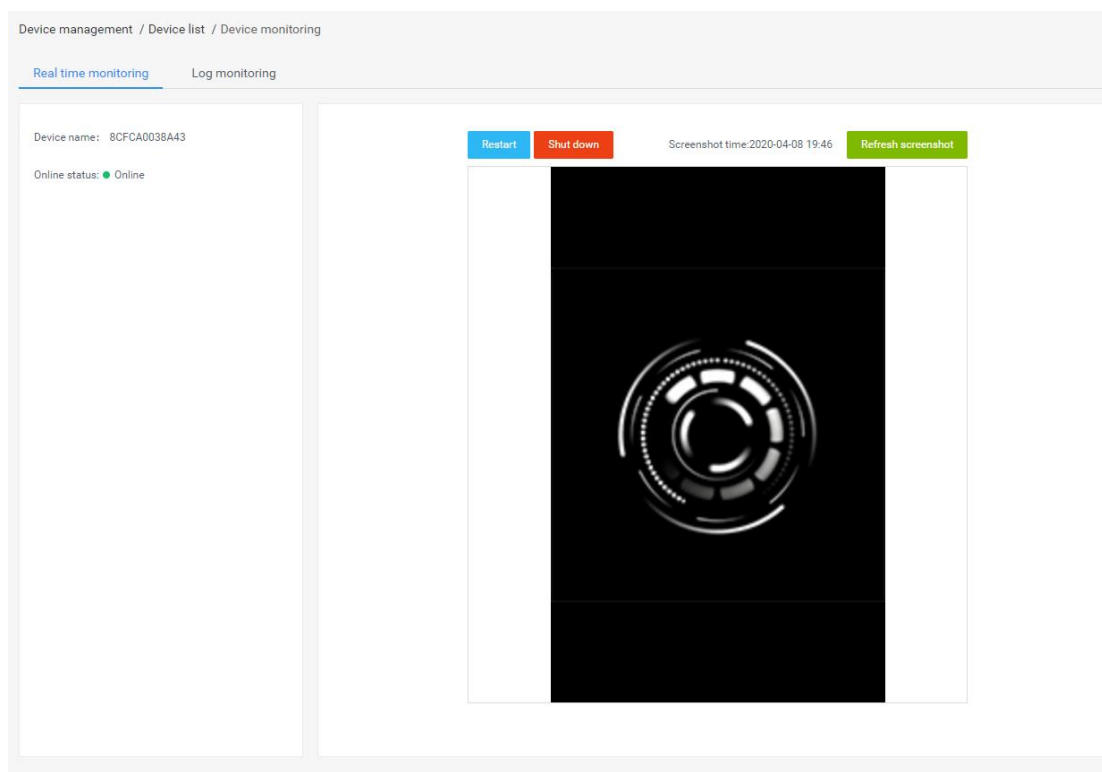 Device management / Device list / Device monitoring
Real time monitoring Log monitoring
Device name: 8CFCA0038A43
Online status: Online
Restart Shut down Screenshot time:2020-04-08 19:46 Refresh screenshot